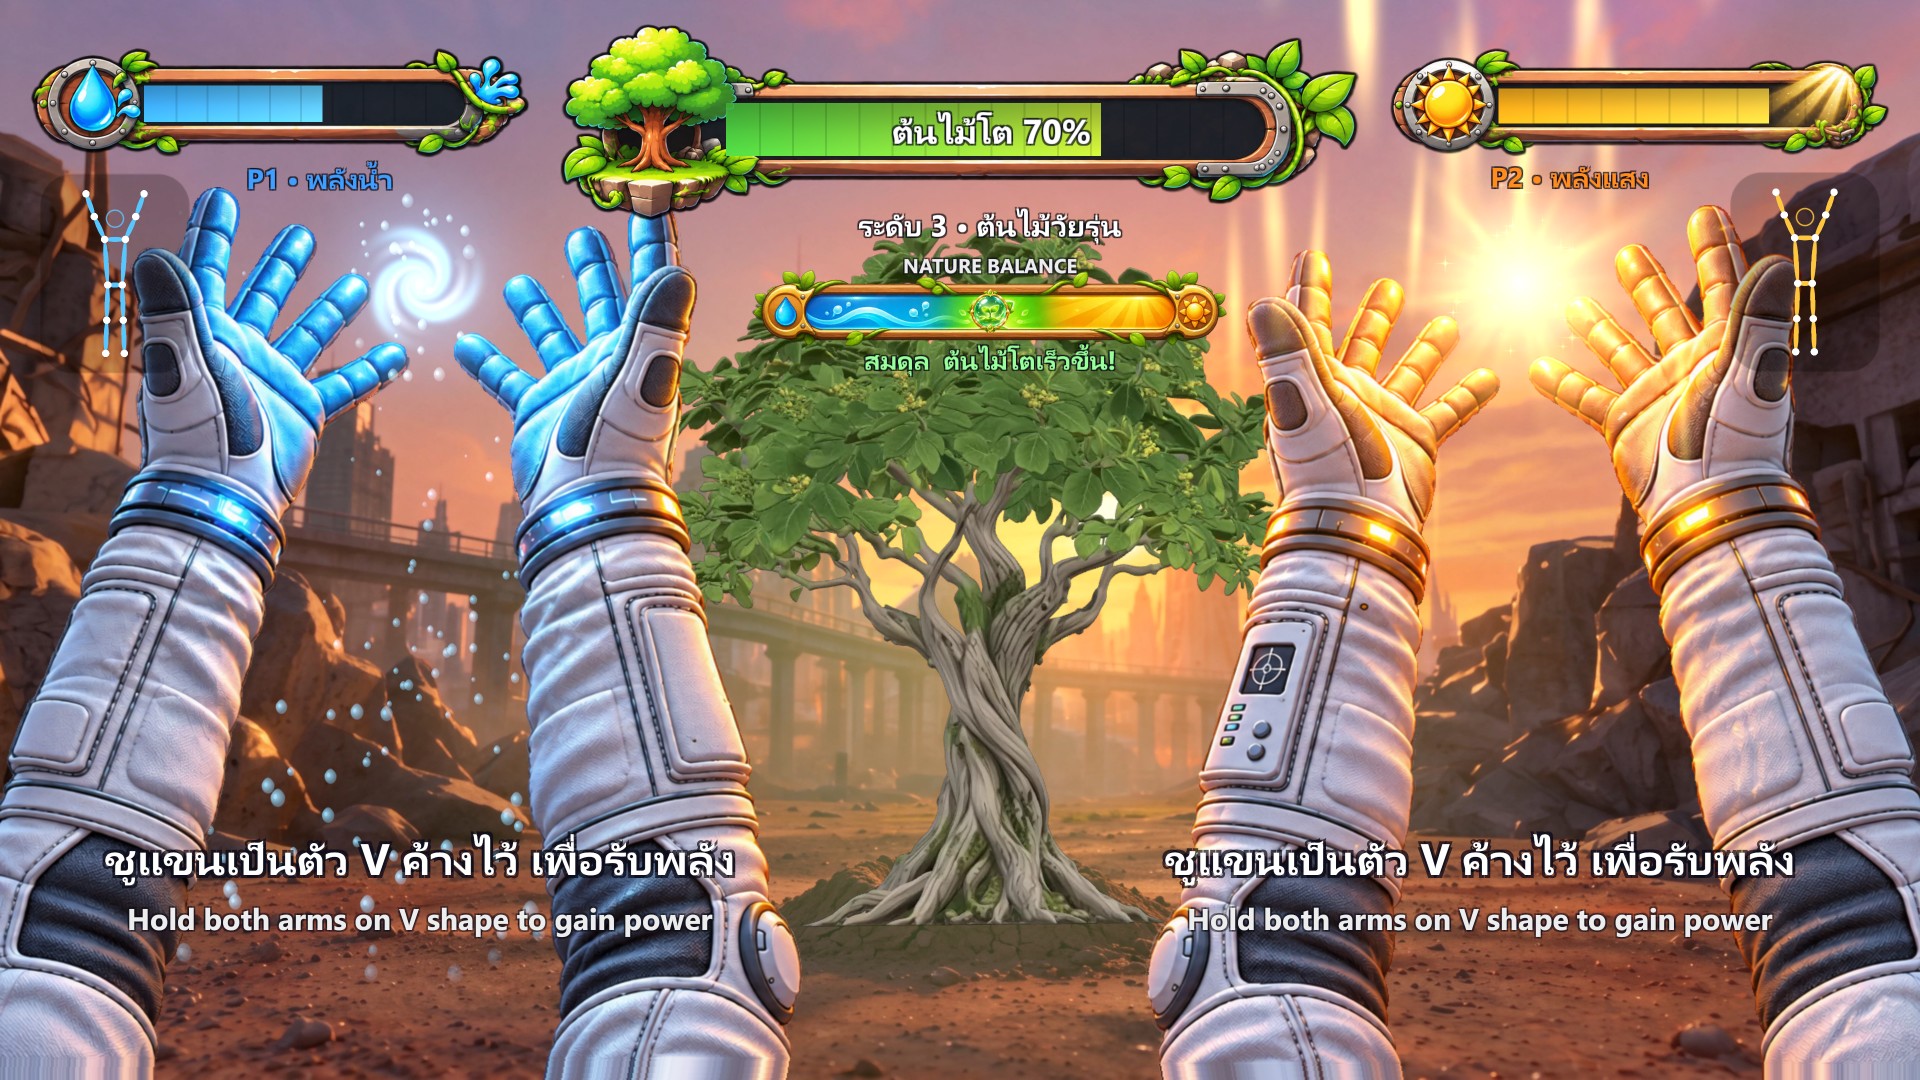 ต้นไม้โต 70%
P1 • พลังน้ำ
P2 • พลังแสง
ระดับ 3 • ต้นไม้วัยรุ่น
NATURE BALANCE
สมดุล ต้นไม้โตเร็วขึ้น!
ชูแขนเป็นตัว V ค้างไว้ เพื่อรับพลัง
Hold both arms on V shape to gain power
ชูแขนเป็นตัว V ค้างไว้ เพื่อรับพลัง
Hold both arms on V shape to gain power